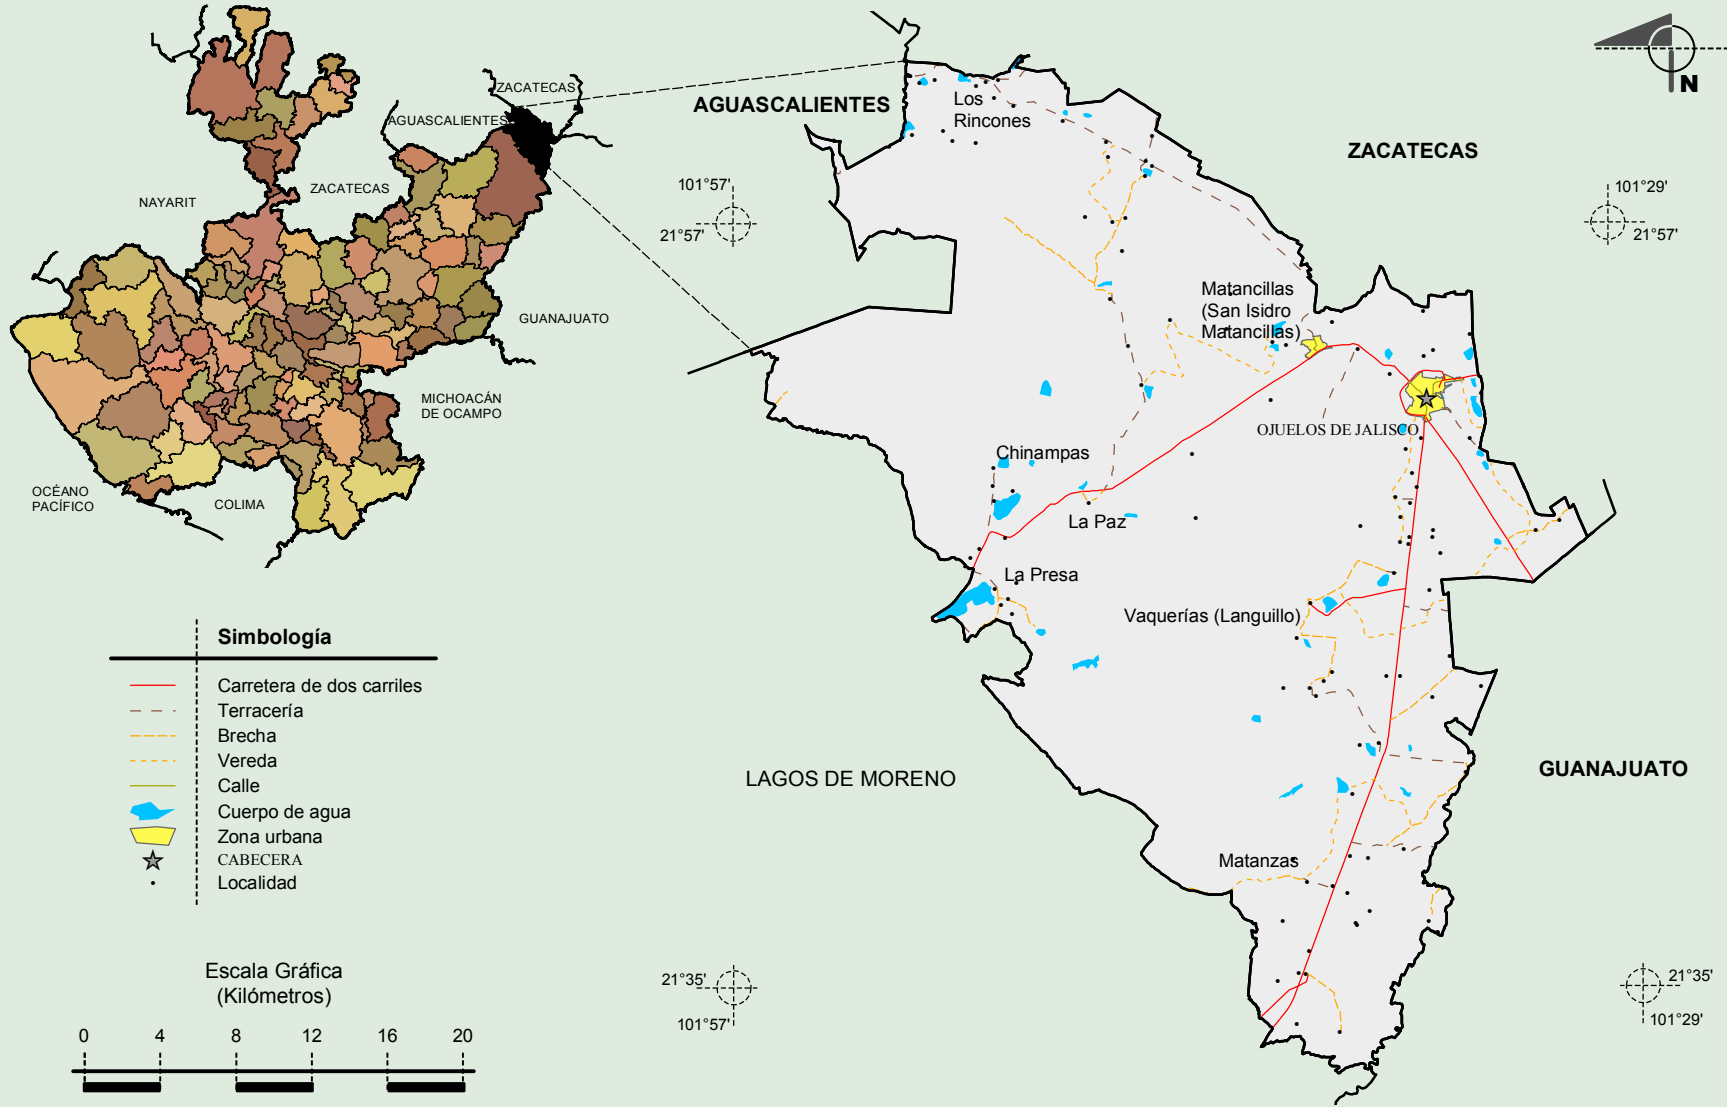 ZACATECAS
AGUASCALIENTES
NAYARIT
ZACATECAS
GUANAJUATO
MICHOACÁN
DE OCAMPO
OCÉANO
PACÍFICO
COLIMA
AGUASCALIENTES
Los
Rincones
ZACATECAS
N
101°57'
21°57'
101°29'
21°57'
Matancillas
(San Isidro
Matancillas)
OJUELOS DE JALISCO
Chinampas
La Paz
La Presa
Vaquerías (Languillo)
LAGOS DE MORENO
GUANAJUATO
Matanzas
21°35'
101°57'
21°35'
101°29'
Simbología
Carretera de dos carriles
Terracería
Brecha
Vereda
Calle
Cuerpo de agua
Zona urbana
CABECERA
Localidad
Escala Gráfica
(Kilómetros)
0 4 8 12 16 20